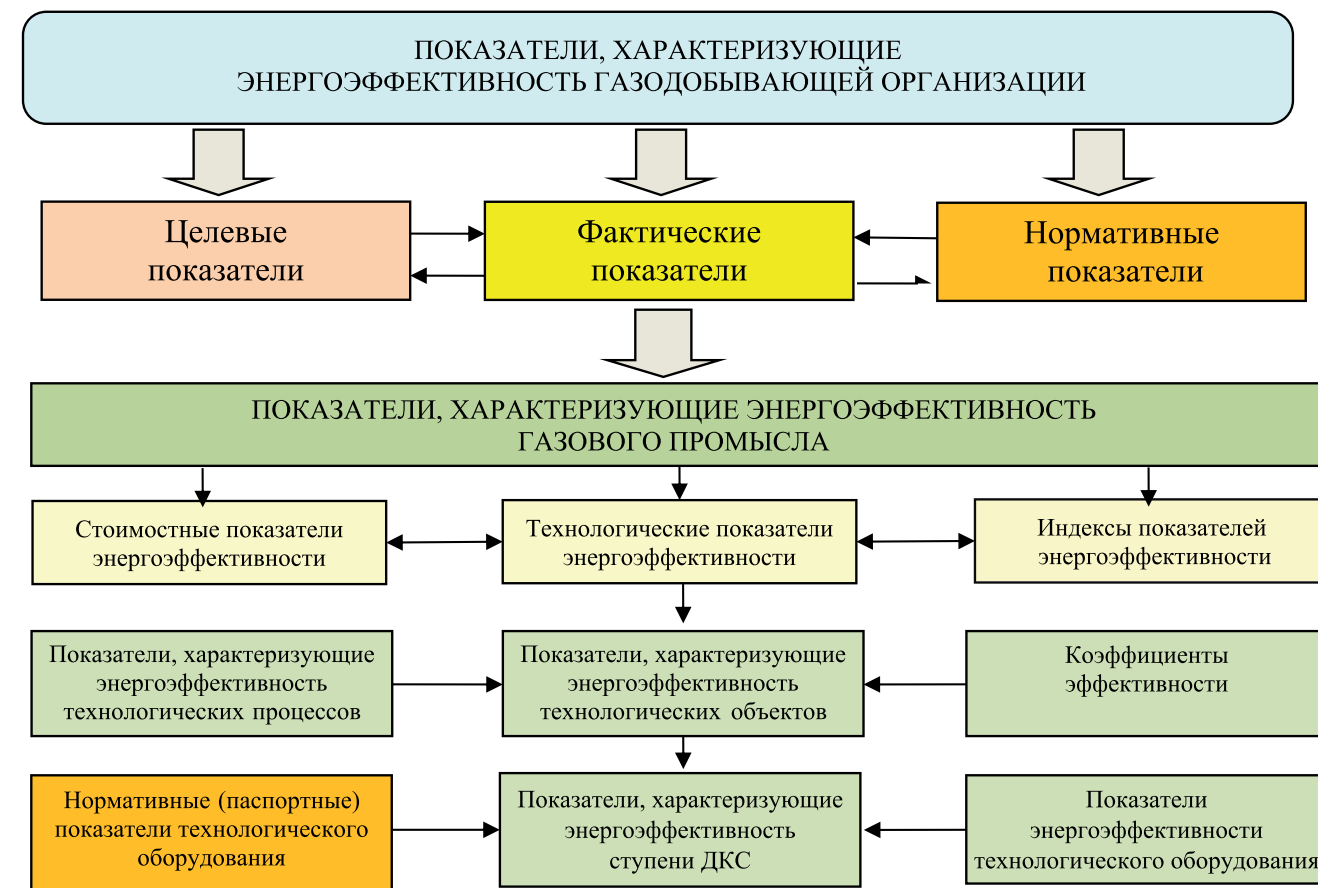 ПОКАЗАТЕЛИ, ХАРАКТЕРИЗУЮЩИЕ
ЭНЕРГОЭФФЕКТИВНОСТЬ ГАЗОДОБЫВАЮЩЕЙ ОРГАНИЗАЦИИ
Целевые
показатели
Фактические
показатели
Нормативные
показатели
ПОКАЗАТЕЛИ, ХАРАКТЕРИЗУЮЩИЕ ЭНЕРГОЭФФЕКТИВНОСТЬ
ГАЗОВОГО ПРОМЫСЛА
Стоимостные показатели
энергоэффективности
Технологические показатели
энергоэффективности
Индексы показателей
энергоэффективности
Показатели, характеризующие
энергоэффективность
технологических процессов
Показатели, характеризующие
энергоэффективность
технологических объектов
Коэффициенты
эффективности
Нормативные (паспортные)
показатели технологического
оборудования
Показатели, характеризующие
энергоэффективность
ступени ДКС
Показатели
энергоэффективности
технологического оборудования